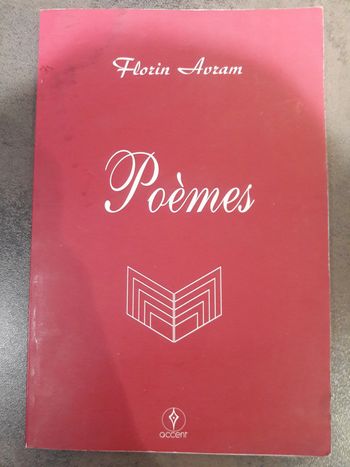 Florin Avram
Poèmes
accent